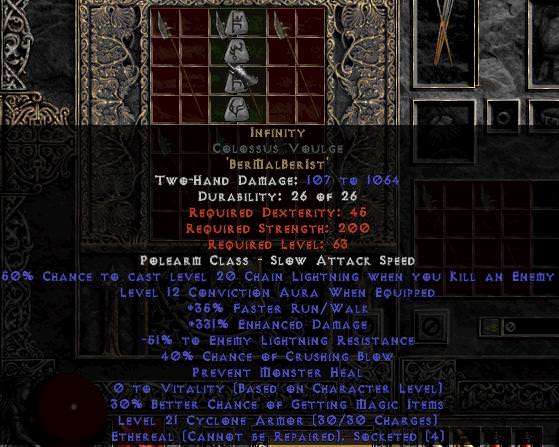 Infinity
Colossus Voulge
'BerMalBerIst'
Two-Hand Damage: 107 to 1064
Durability: 26 of 26
Required Dexterity: 45
Required Strength: 200
Required Level: 63
Polearm Class - Slow Attack Speed
50% Chance to cast level 20 Chain Lightning when you Kill an Enemy
Level 12 Conviction Aura When Equipped
+35% Faster Run/Walk
+331% Enhanced Damage
-51% to Enemy Lightning Resistance
40% Chance of Crushing Blow
Prevent Monster Heal
0 to Vitality (Based on Character Level)
30% Better Chance of Getting Magic Items
Level 21 Cyclone Armor (30/30 Charges)
Ethereal (Cannot be Repaired), Socketed (4)
0